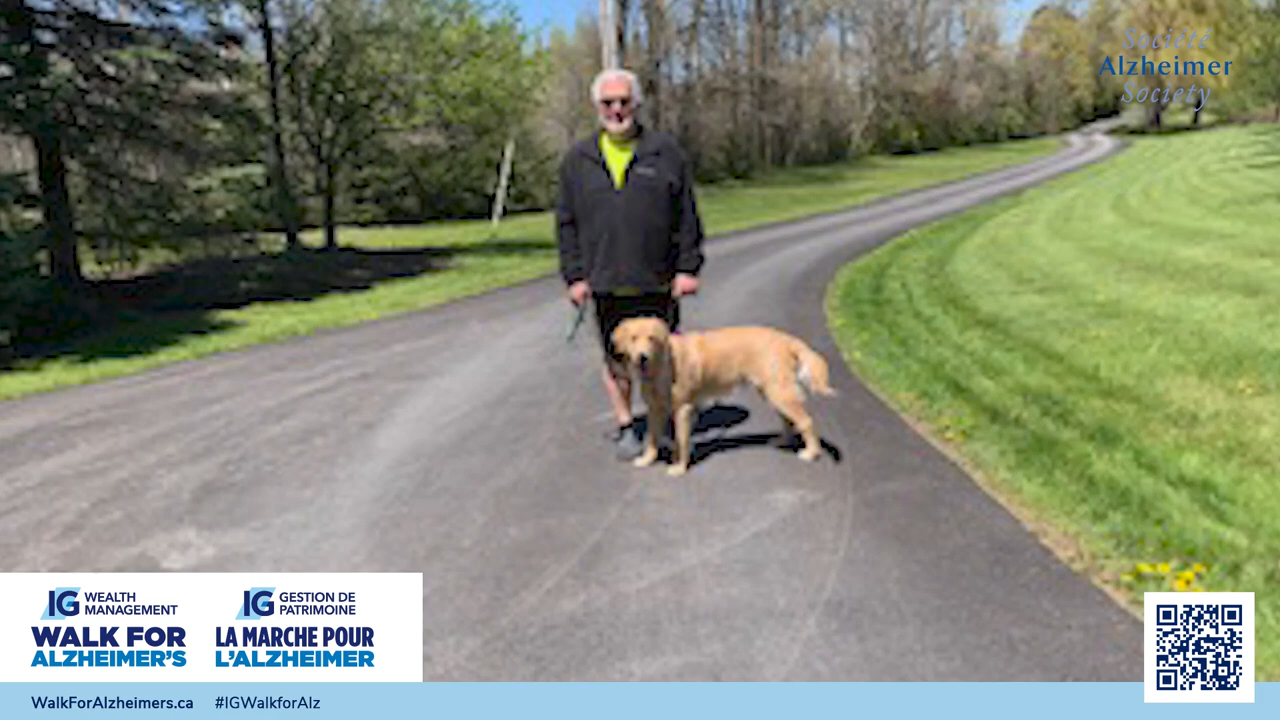 Société
Alzheimer
Society
IG WEALTH
MANAGEMENT
WALK FOR
ALZHEIMER'S
IG GESTION DE
PATRIMOINE
LA MARCHE POUR
L'ALZHEIMER
WalkForAlzheimers.ca #IGWalkforAlz